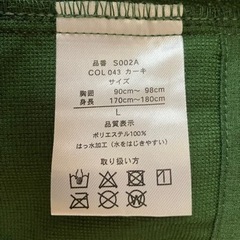 品番 S002A
COL 043 カーキ
サイズ
胸囲 90cm〜 98cm
身長 170cm〜180cm
L
品質表示
ポリエステル100%
はっ水加工（水をはじきやすい）
取り扱い方